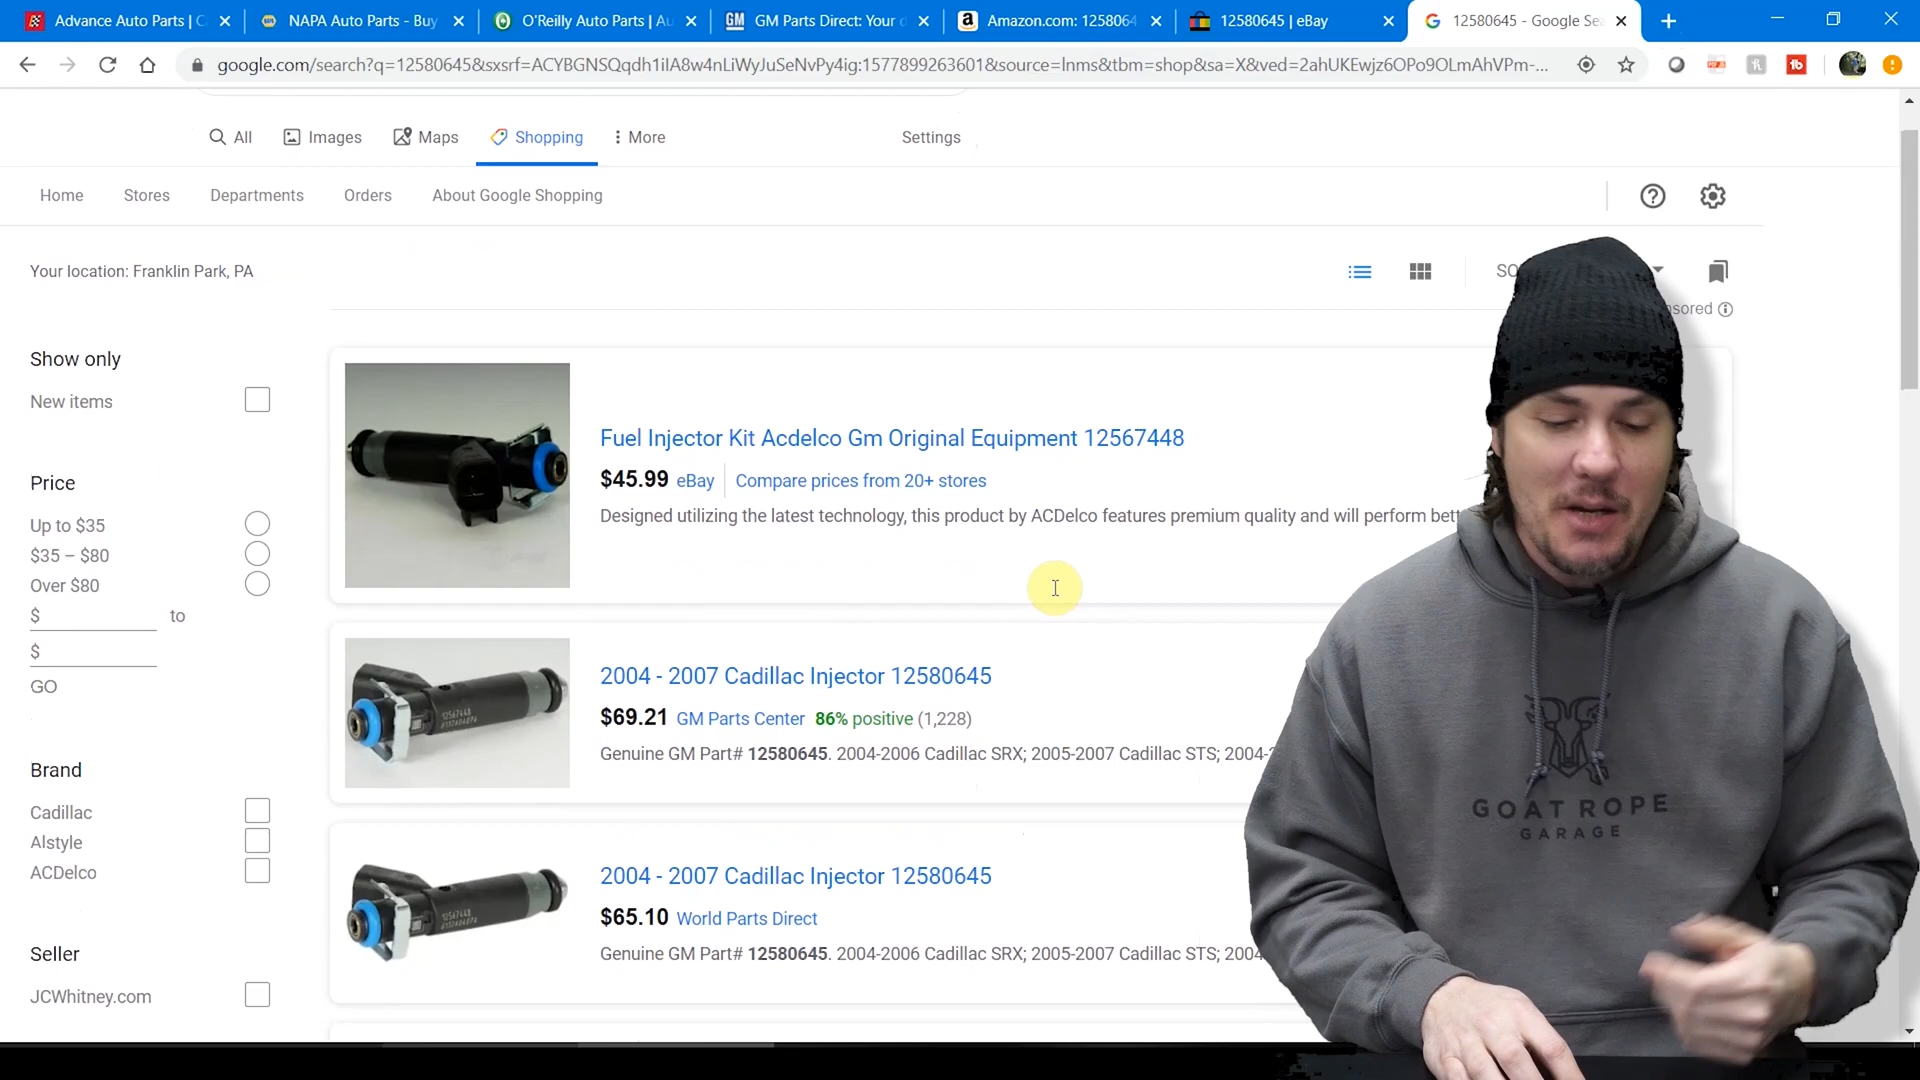 Advance Auto Parts | C
NAPA Auto Parts - Buy
O'Reilly Auto Parts | Au
GM Parts Direct: Your
Amazon.com: 1258064
12580645 | eBay
12580645 - Google Sea
google.com/search?q=12580645&sxsrf=ACYBGNSQqdh1iIA8w4nLiWyJuSeNvPy4ig:1577899263601&source=lnms&tbm=shop&sa=X&ved=2ahUKEwjz6OPo9OLmAhVPm-...
All
Images
Maps
Shopping
More
Settings
Home
Stores
Departments
Orders
About Google Shopping
Your location: Franklin Park, PA
SO
nsored
Show only
New items
Price
Up to $35
$35 – $80
Over $80
$ to
$
GO
Brand
Cadillac
Alstyle
ACDelco
Seller
JCWhitney.com
Fuel Injector Kit Acdelco Gm Original Equipment 12567448
$45.99 eBay Compare prices from 20+ stores
Designed utilizing the latest technology, this product by ACDelco features premium quality and will perform bett
2004 - 2007 Cadillac Injector 12580645
$69.21 GM Parts Center 86% positive (1,228)
Genuine GM Part# 12580645. 2004-2006 Cadillac SRX; 2005-2007 Cadillac STS; 2004-2
2004 - 2007 Cadillac Injector 12580645
$65.10 World Parts Direct
Genuine GM Part# 12580645. 2004-2006 Cadillac SRX; 2005-2007 Cadillac STS; 2004
GOAT ROPE
GARAGE